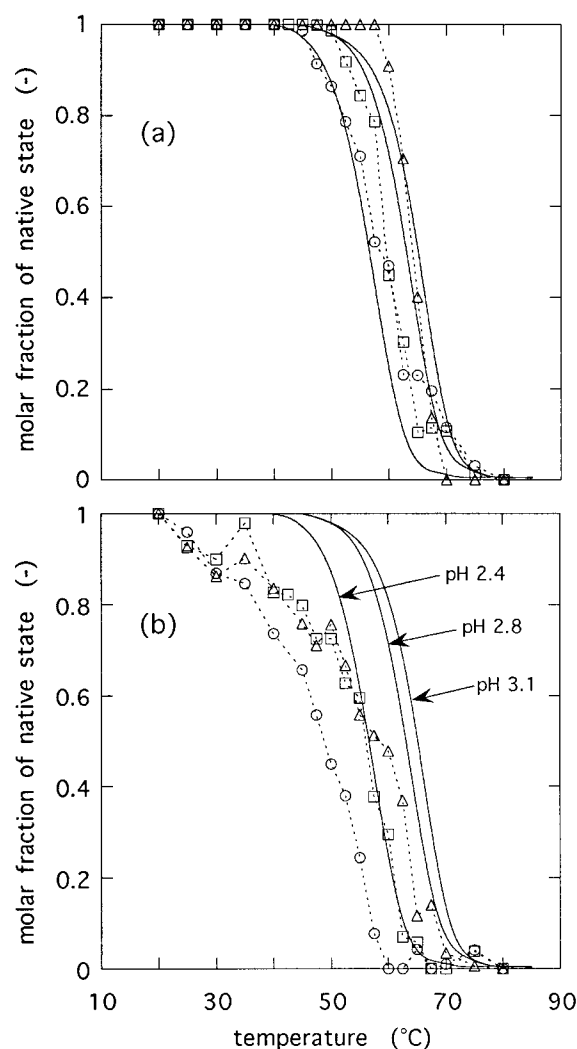 1
0.8
0.6
0.4
0.2
0
molar fraction of native state (-)
(a)
1
0.8
0.6
0.4
0.2
0
molar fraction of native state (-)
(b)
pH 2.4
pH 2.8
pH 3.1
10 30 50 70 90
temperature (°C)